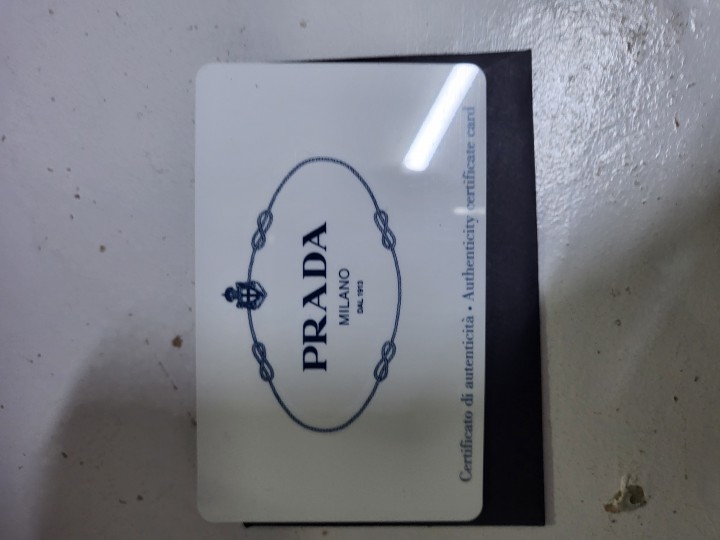 PRADA
MILANO
DAL 1913
Certificato di autenticità • Authenticity certificate card